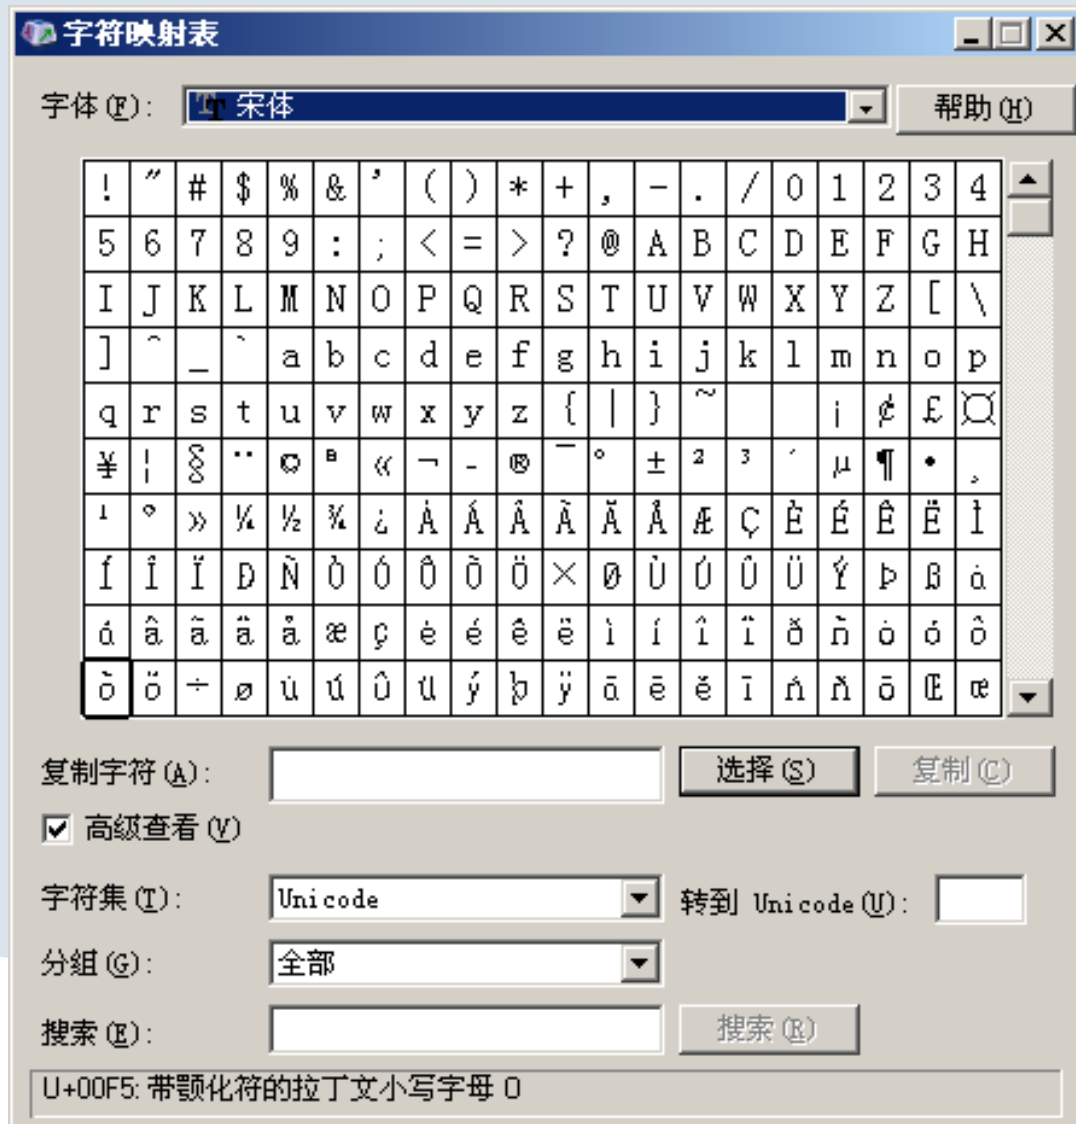 字符映射表
字体(F): 宋体 帮助(H)
! " # $ % & ' ( ) * + , - . / 0 1 2 3 4
5 6 7 8 9 : ; < = > ? @ A B C D E F G H
I J K L M N O P Q R S T U V W X Y Z [ \
] ^ _ ` a b c d e f g h i j k l m n o p
q r s t u v w x y z { | } ~ ¡ ¢ £ ¤
¥ ¦ § ¨ © ª « ¬ - ® ¯ ° ± ² ³ ´ µ ¶ • ¸
¹ º » ¼ ½ ¾ ¿ À Á Â Ã Ä Å Æ Ç È É Ê Ë Ì
Í Î Ï Ð Ñ Ò Ó Ô Õ Ö × Ø Ù Ú Û Ü Ý Þ ß à
á â ã ä å æ ç è é ê ë ì í î ï ð ñ ò ó ô
õ ö ÷ ø ù ú û ü ý þ ÿ ā ē ě ī ń ň ō Œ œ
复制字符(A): 选择(S) 复制(C)
高级查看(V)
字符集(T): Unicode 转到 Unicode(U):
分组(G): 全部
搜索(E): 搜索(R)
U+00F5: 带颚化符的拉丁文小写字母 O